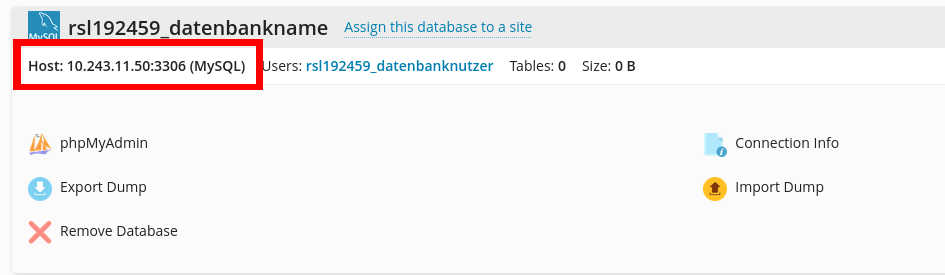 MySQL rsl192459_datenbankname Assign this database to a site
Host: 10.243.11.50:3306 (MySQL) Users: rsl192459_datenbanknutzer Tables: 0 Size: 0 B
phpMyAdmin Connection Info
Export Dump Import Dump
Remove Database